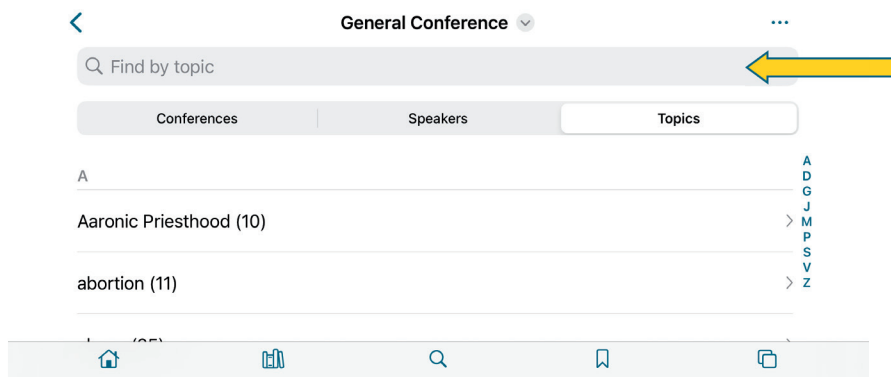 General Conference
Find by topic
Conferences Speakers Topics
A
Aaronic Priesthood (10)
abortion (11)
A
D
G
J
M
P
S
V
Z